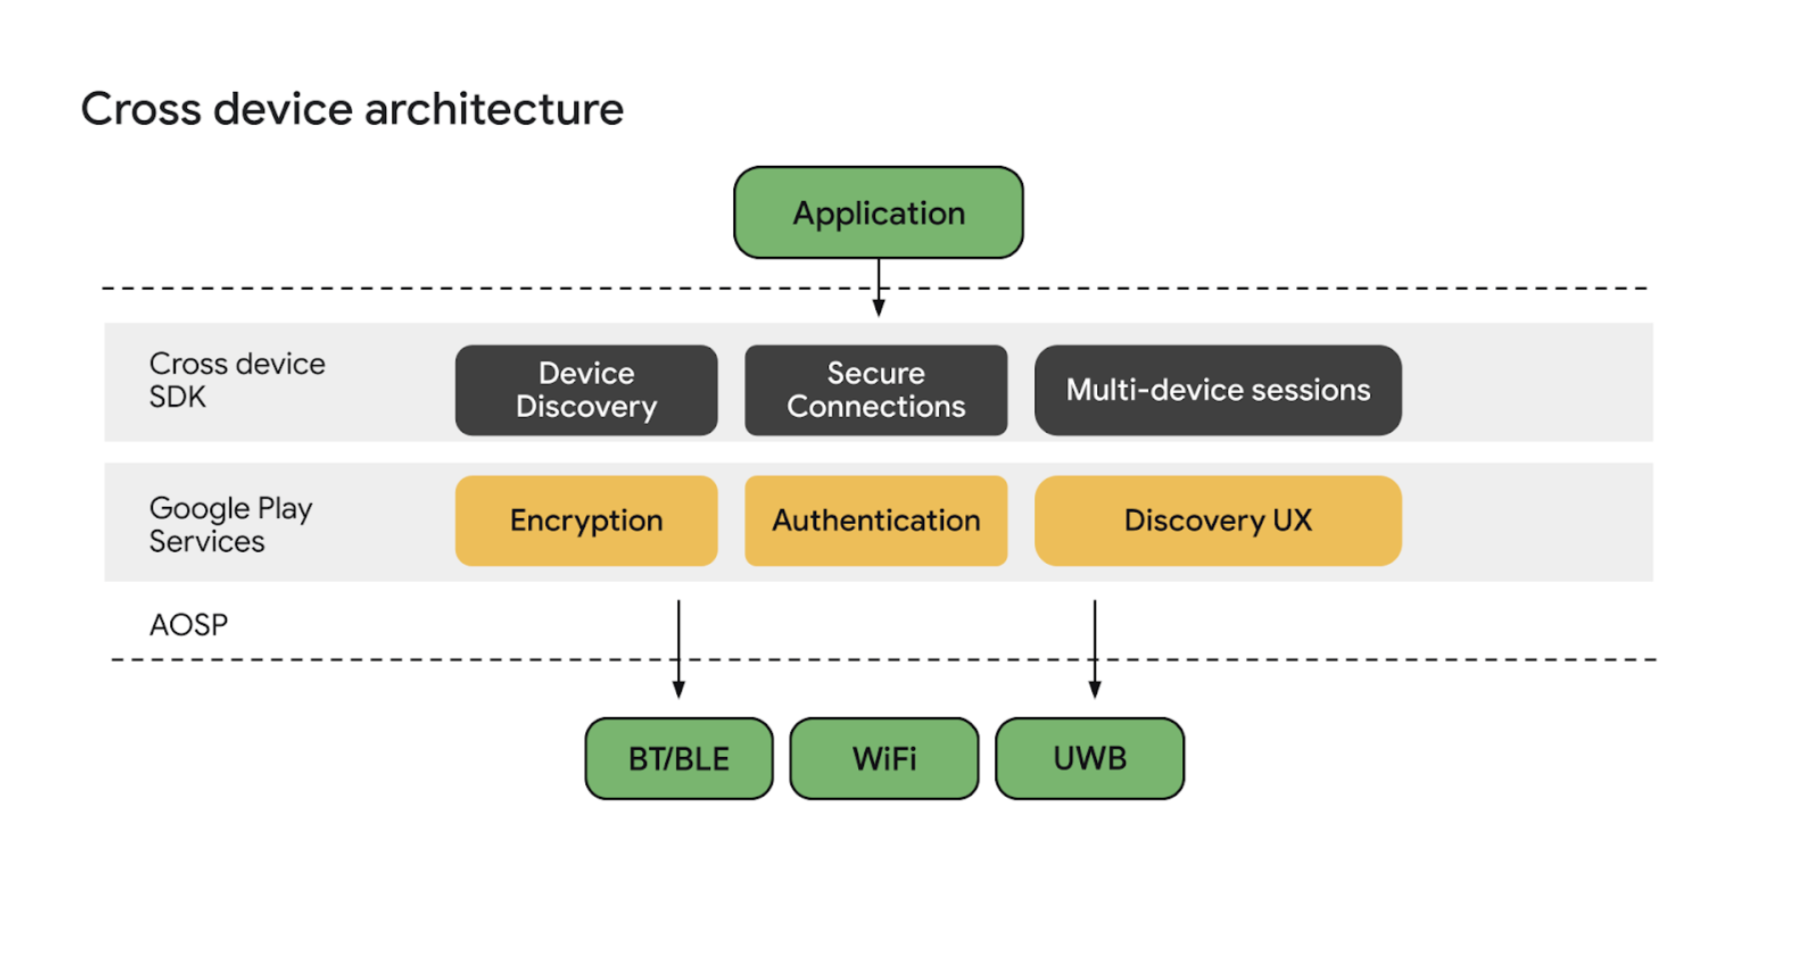 Cross device architecture
Application
Cross device
SDK
Device
Discovery
Secure
Connections
Multi-device sessions
Google Play
Services
Encryption
Authentication
Discovery UX
AOSP
BT/BLE
WiFi
UWB